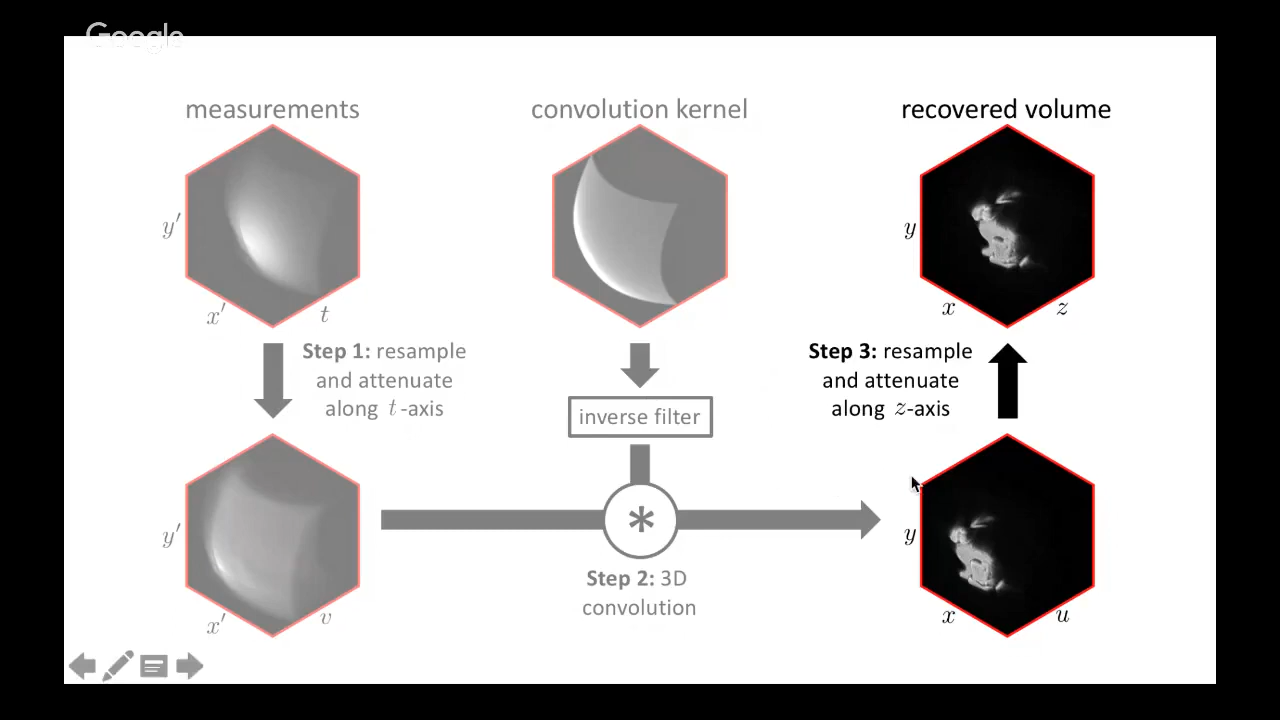 Google
measurements
convolution kernel
recovered volume
y′
x′
t
y
x
z
Step 1: resample
and attenuate
along t-axis
inverse filter
Step 3: resample
and attenuate
along z-axis
y′
x′
v
*
Step 2: 3D
convolution
y
x
u